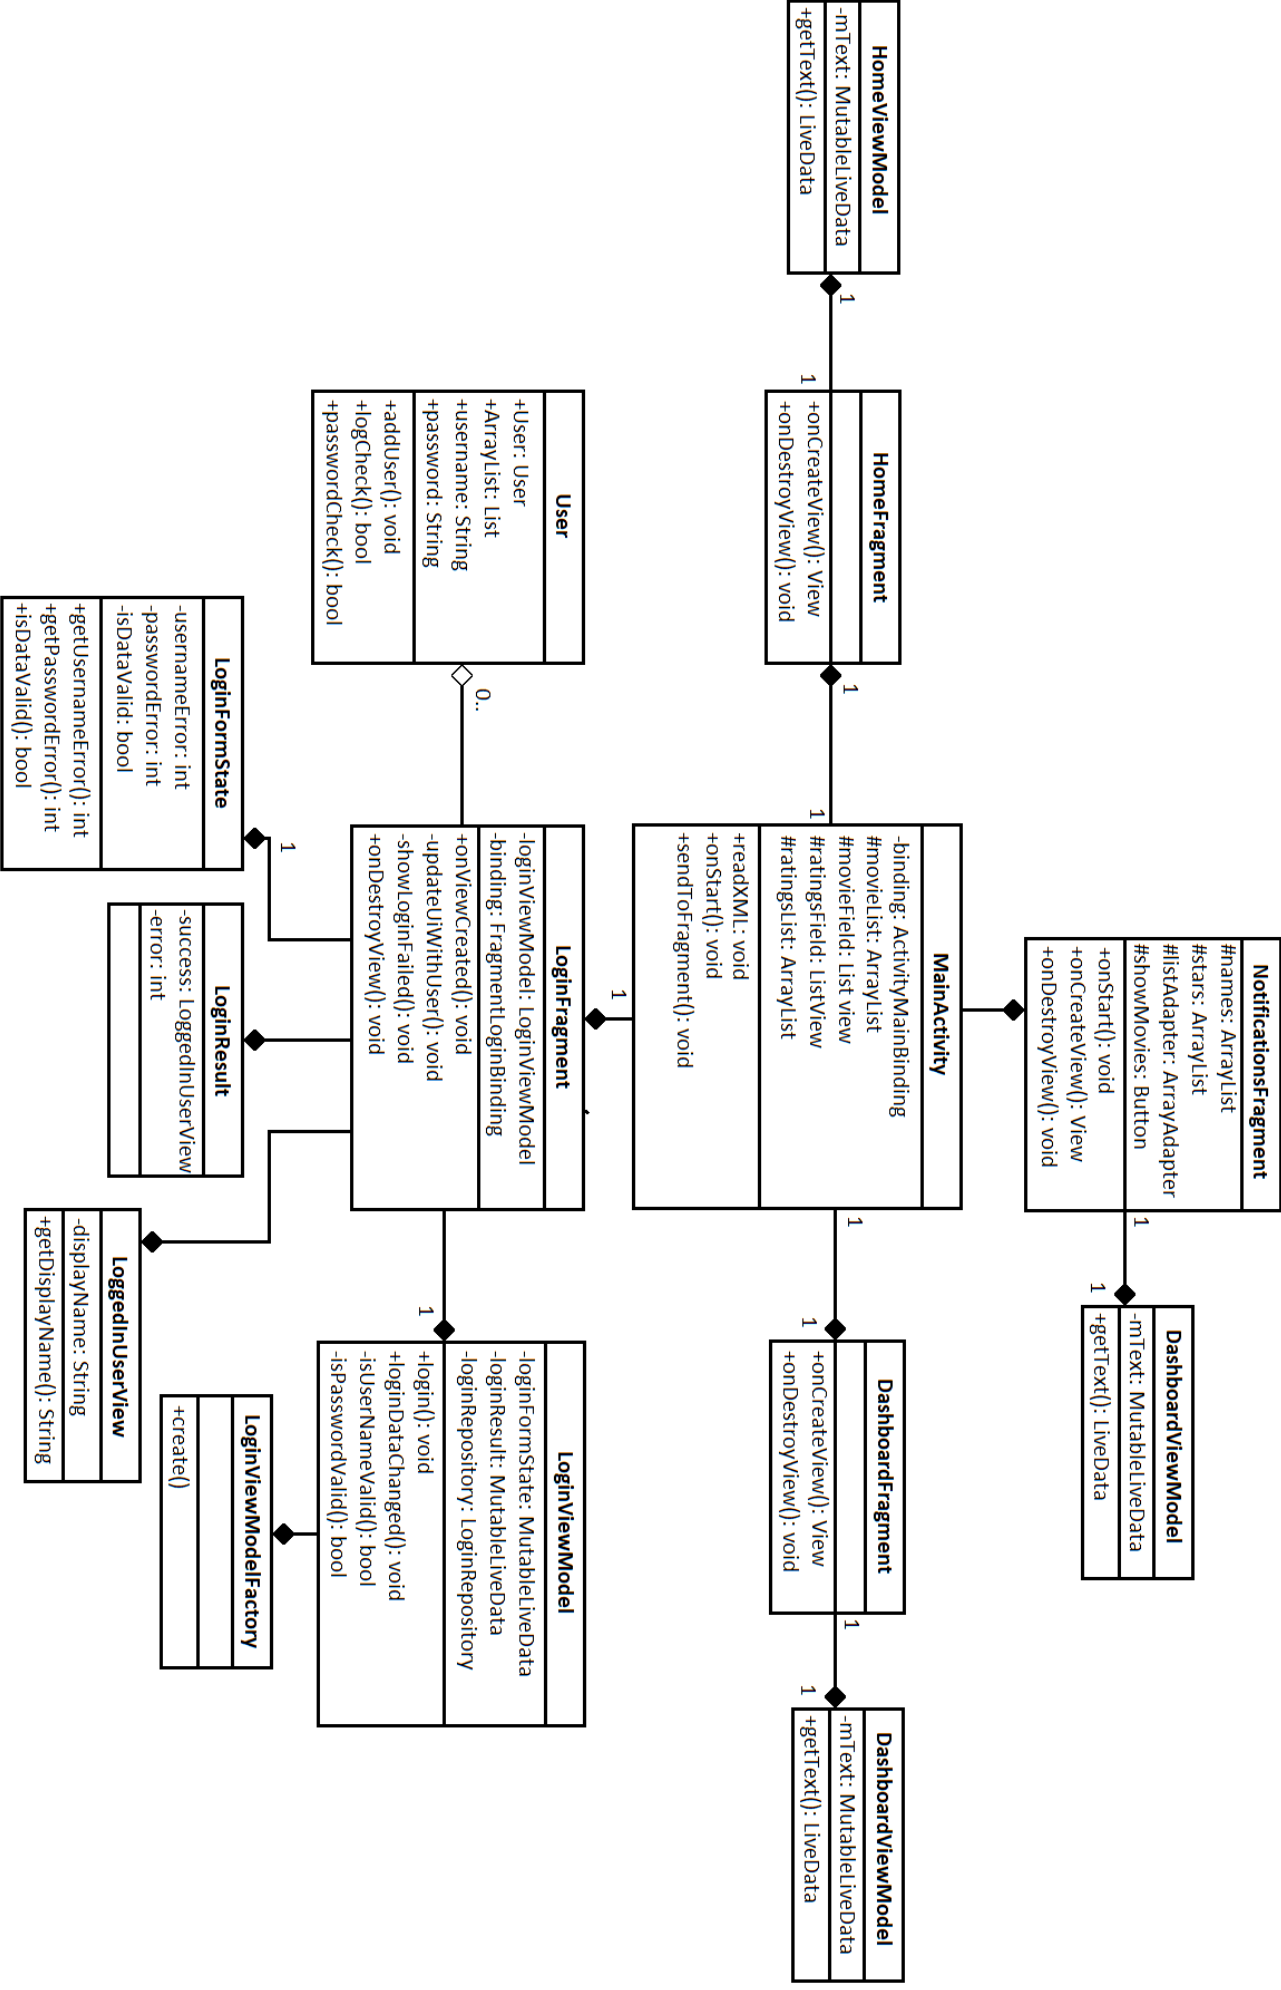 NotificationsFragment
#names: ArrayList
#stars: ArrayList
#listAdapter: ArrayAdapter
#showMovies: Button
+onStart(): void
+onCreateView(): View
+onDestroyView(): void
1
1
DashboardViewModel
-mText: MutableLiveData
+getText(): LiveData
HomeViewModel
-mText: MutableLiveData
+getText(): LiveData
1
1
HomeFragment
+onCreateView(): View
+onDestroyView(): void
1
1
MainActivity
-binding: ActivityMainBinding
#movieList: ArrayList
#movieField: List view
#ratingsField: ListView
#ratingsList: ArrayList
+readXML: void
+onStart(): void
+sendToFragment(): void
1
1
DashboardFragment
+onCreateView(): View
+onDestroyView(): void
1
1
DashboardViewModel
-mText: MutableLiveData
+getText(): LiveData
1
User
+User: User
+ArrayList: List
+username: String
+password: String
+addUser(): void
+logCheck(): bool
+passwordCheck(): bool
0..
LoginFragment
-loginViewModel: LoginViewModel
-binding: FragmentLoginBinding
+onViewCreated(): void
-updateUiWithUser(): void
-showLoginFailed(): void
+onDestroyView(): void
1
LoginViewModel
-loginFormState: MutableLiveData
-loginResult: MutableLiveData
-loginRepository: LoginRepository
+login(): void
+loginDataChanged(): void
-isUserNameValid(): bool
-isPasswordValid(): bool
1
LoginFormState
-usernameError: int
-passwordError: int
-isDataValid: bool
+getUsernameError(): int
+getPasswordError(): int
+isDataValid(): bool
LoginResult
-success: LoggedInUserView
-error: int
LoggedInUserView
-displayName: String
+getDisplayName(): String
LoginViewModelFactory
+create()